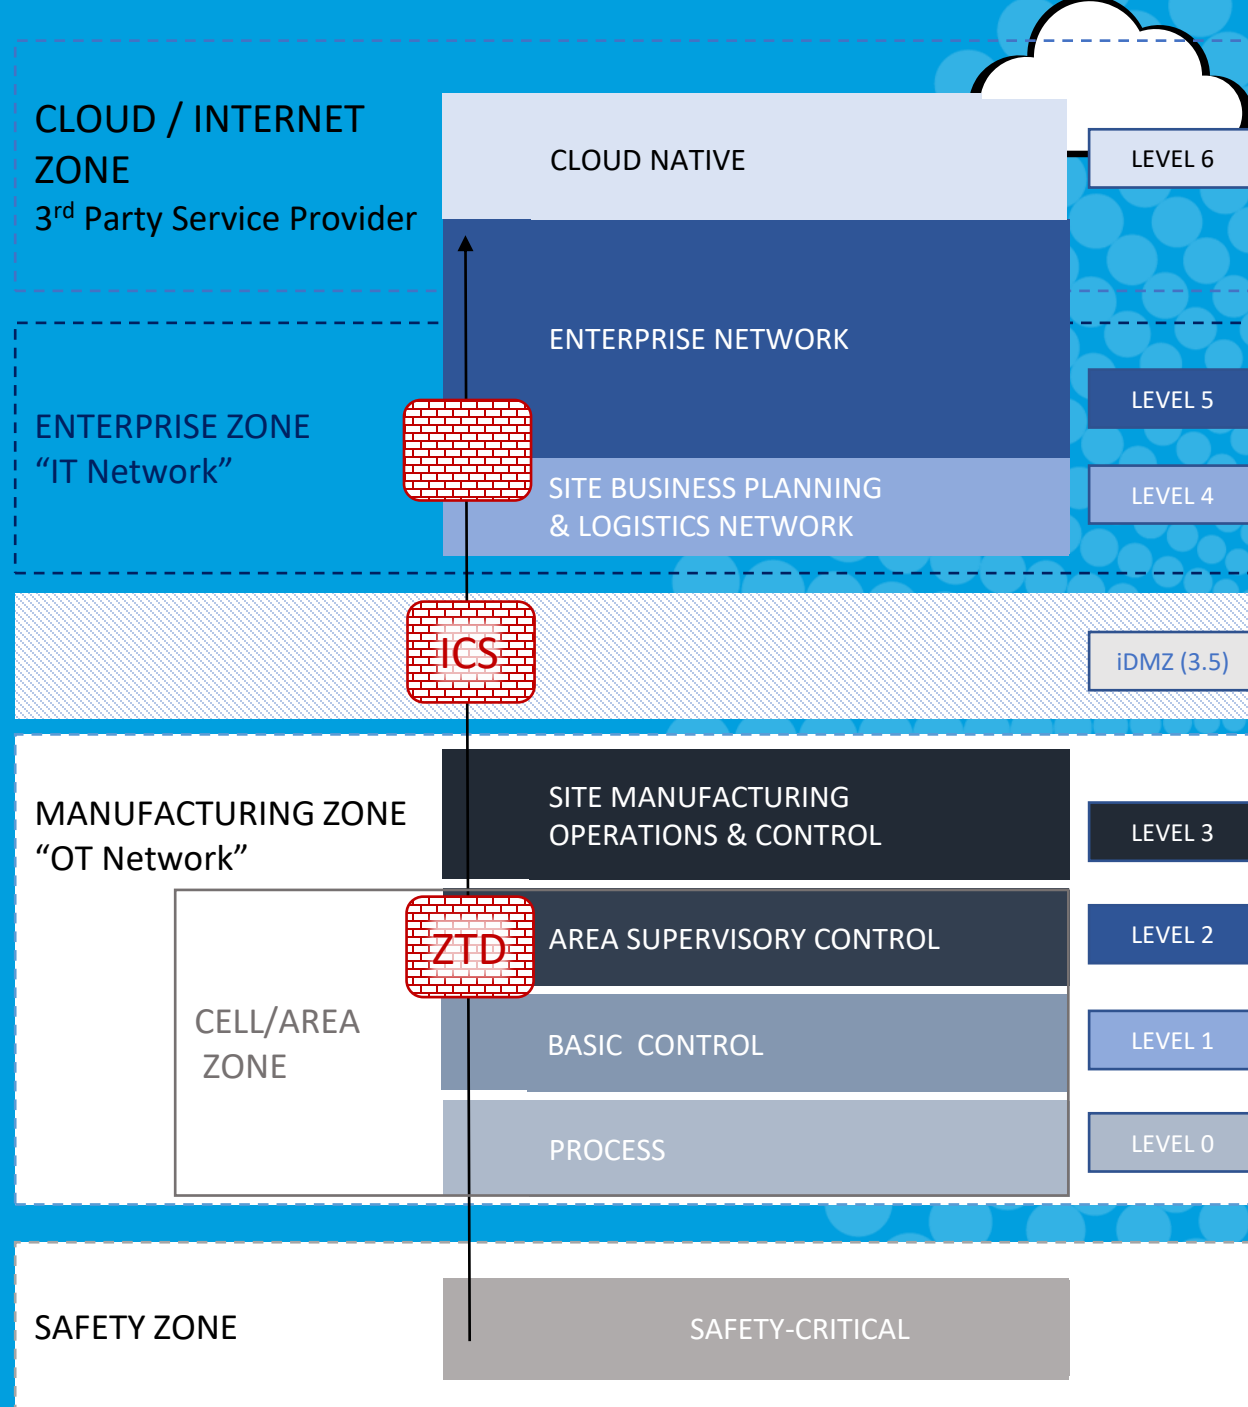 CLOUD / INTERNET
ZONE
3rd Party Service Provider
CLOUD NATIVE
LEVEL 6
ENTERPRISE NETWORK
LEVEL 5
ENTERPRISE ZONE
“IT Network”
SITE BUSINESS PLANNING
& LOGISTICS NETWORK
LEVEL 4
ICS
iDMZ (3.5)
MANUFACTURING ZONE
“OT Network”
SITE MANUFACTURING
OPERATIONS & CONTROL
LEVEL 3
ZTD
AREA SUPERVISORY CONTROL
LEVEL 2
CELL/AREA
ZONE
BASIC  CONTROL
LEVEL 1
PROCESS
LEVEL 0
SAFETY ZONE
SAFETY-CRITICAL